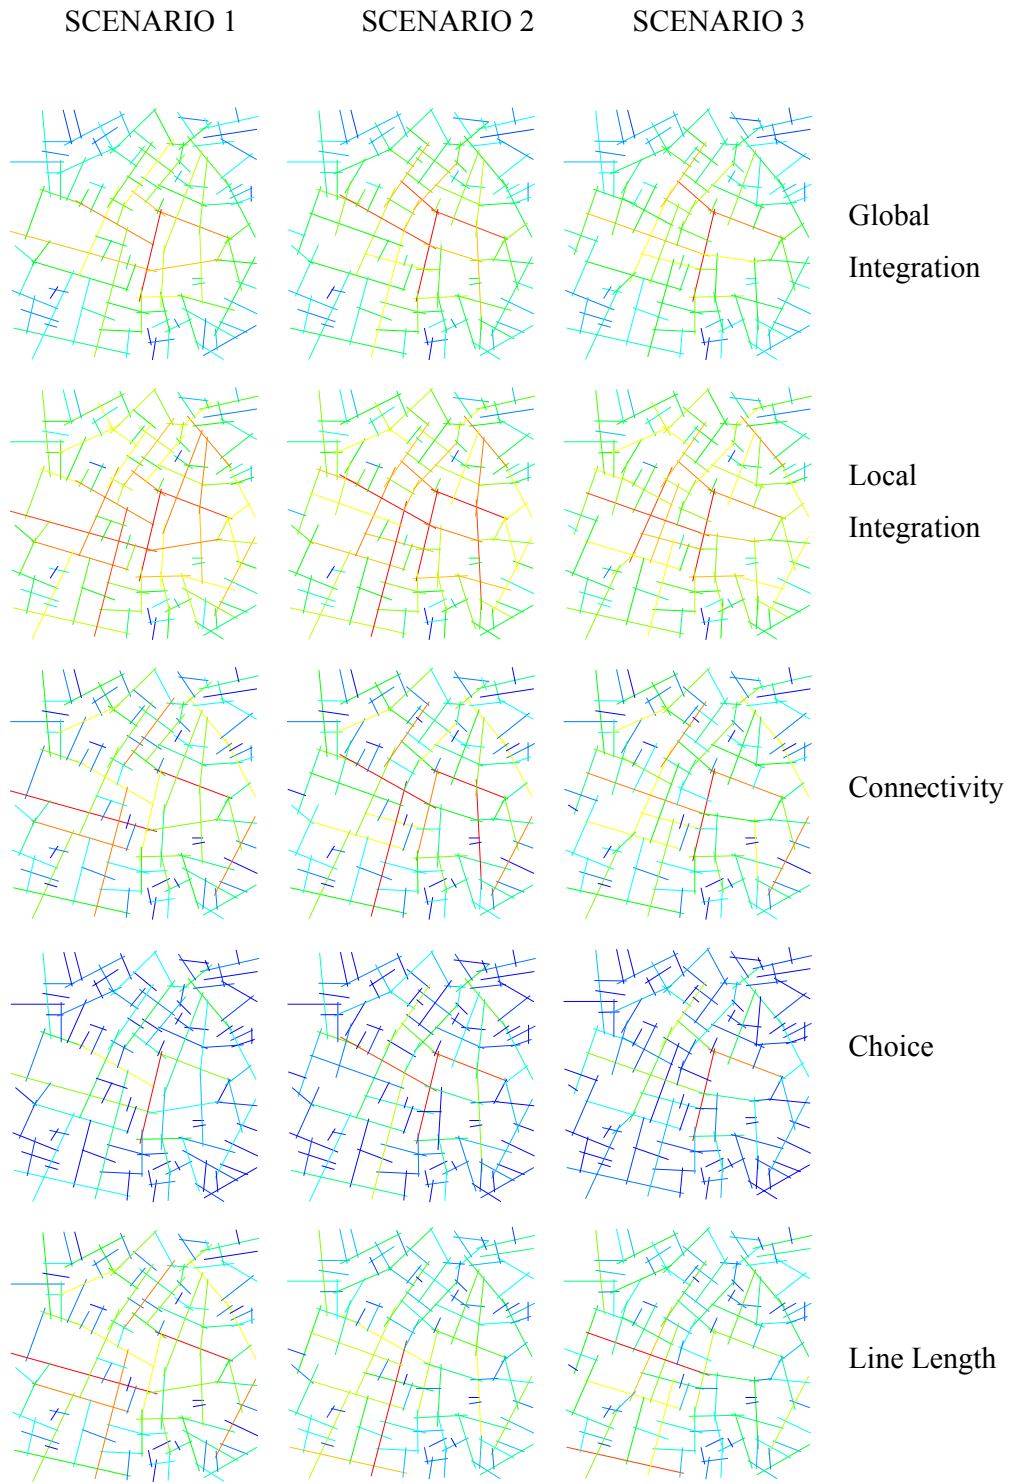 SCENARIO 1
SCENARIO 2
SCENARIO 3
Global
Integration
Local
Integration
Connectivity
Choice
Line Length